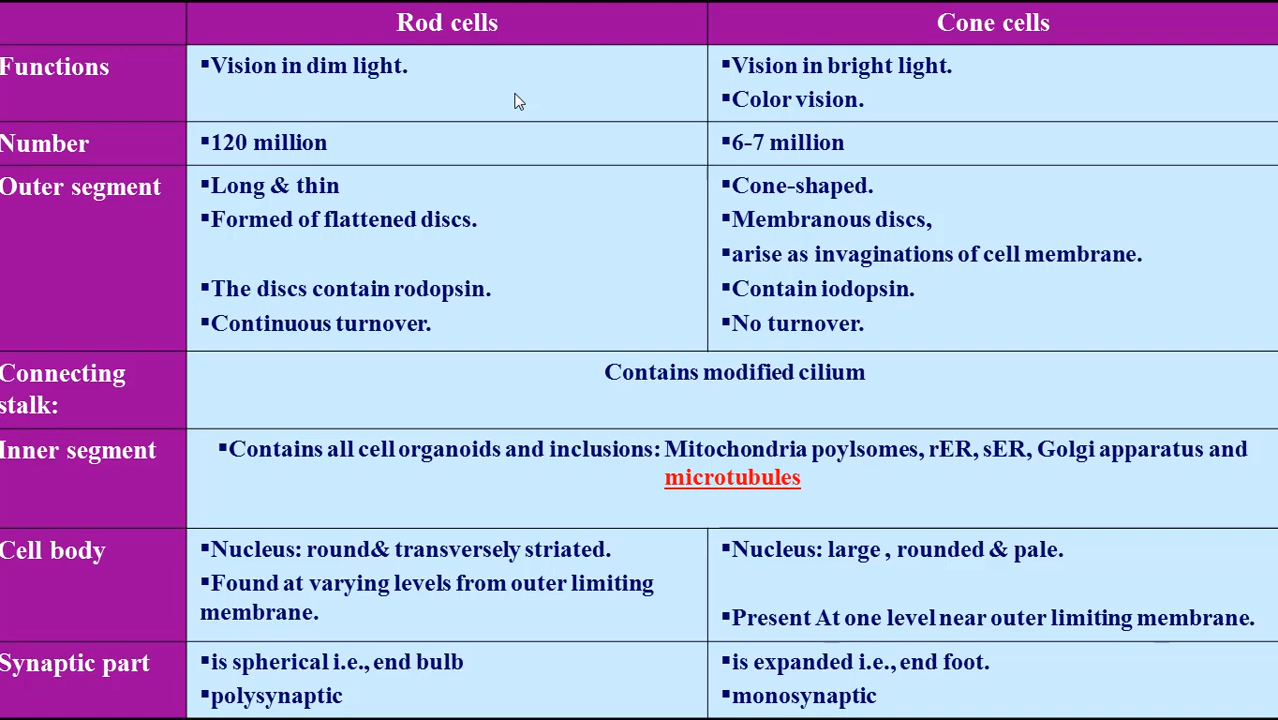 Rod cells Cone cells
Functions ▪Vision in dim light. ▪Vision in bright light.
▪Color vision.
Number ▪120 million ▪6-7 million
Outer segment ▪Long & thin ▪Cone-shaped.
▪Formed of flattened discs. ▪Membranous discs,
▪arise as invaginations of cell membrane.
▪The discs contain rodopsin. ▪Contain iodopsin.
▪Continuous turnover. ▪No turnover.
Connecting Contains modified cilium
stalk:
Inner segment ▪Contains all cell organoids and inclusions: Mitochondria poylsomes, rER, sER, Golgi apparatus and
microtubules
Cell body ▪Nucleus: round& transversely striated. ▪Nucleus: large , rounded & pale.
▪Found at varying levels from outer limiting
membrane. ▪Present At one level near outer limiting membrane.
Synaptic part ▪is spherical i.e., end bulb ▪is expanded i.e., end foot.
▪polysynaptic ▪monosynaptic